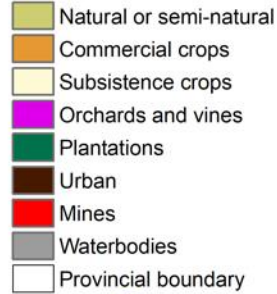 Natural or semi-natural
Commercial crops
Subsistence crops
Orchards and vines
Plantations
Urban
Mines
Waterbodies
Provincial boundary